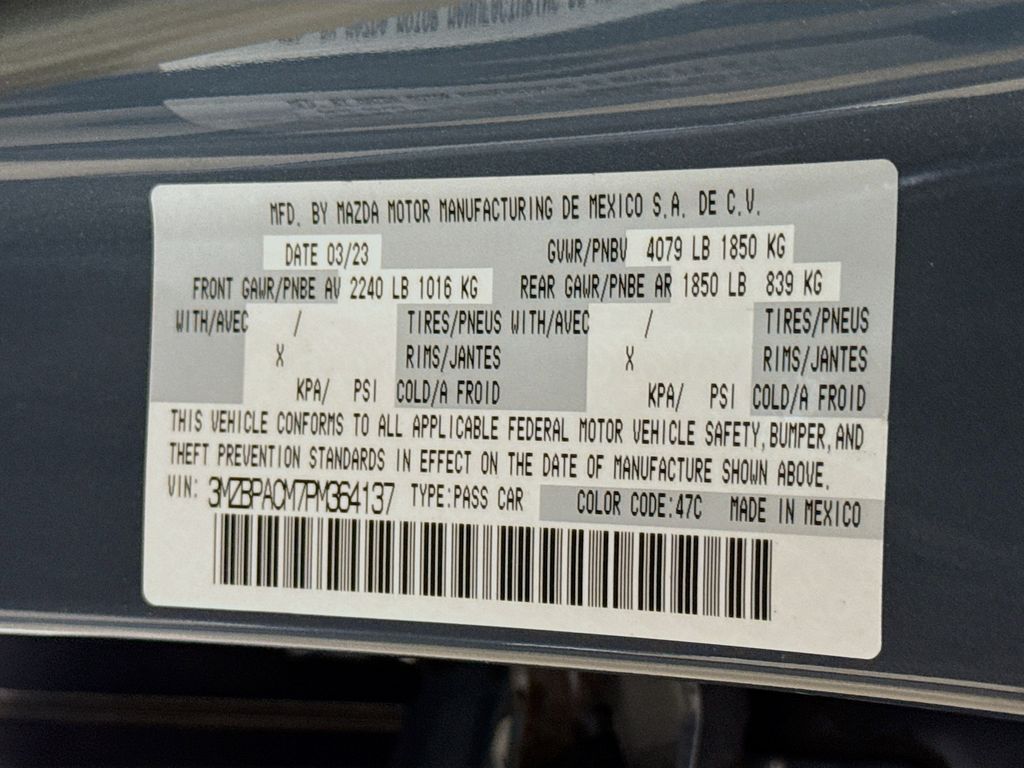 MFD. BY MAZDA MOTOR MANUFACTURING DE MEXICO S.A. DE C.V.
DATE 03/23 GVWR/PNBV 4079 LB 1850 KG
FRONT GAWR/PNBE AV 2240 LB 1016 KG REAR GAWR/PNBE AR 1850 LB 839 KG
WITH/AVEC / TIRES/PNEUS WITH/AVEC / TIRES/PNEUS
X RIMS/JANTES X RIMS/JANTES
KPA/ PSI COLD/A FROID KPA/ PSI COLD/A FROID
THIS VEHICLE CONFORMS TO ALL APPLICABLE FEDERAL MOTOR VEHICLE SAFETY, BUMPER, AND
THEFT PREVENTION STANDARDS IN EFFECT ON THE DATE OF MANUFACTURE SHOWN ABOVE.
VIN: 3MZBPACM7PM364137 TYPE:PASS CAR COLOR CODE:47C MADE IN MEXICO